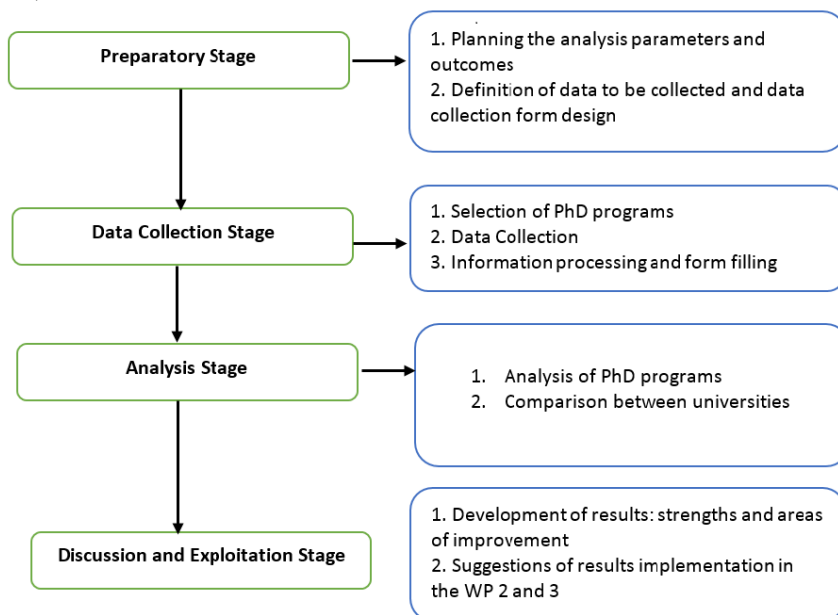 Preparatory Stage
1. Planning the analysis parameters and
outcomes
2. Definition of data to be collected and data
collection form design
Data Collection Stage
1. Selection of PhD programs
2. Data Collection
3. Information processing and form filling
Analysis Stage
1. Analysis of PhD programs
2. Comparison between universities
Discussion and Exploitation Stage
1. Development of results: strengths and areas
of improvement
2. Suggestions of results implementation in
the WP 2 and 3